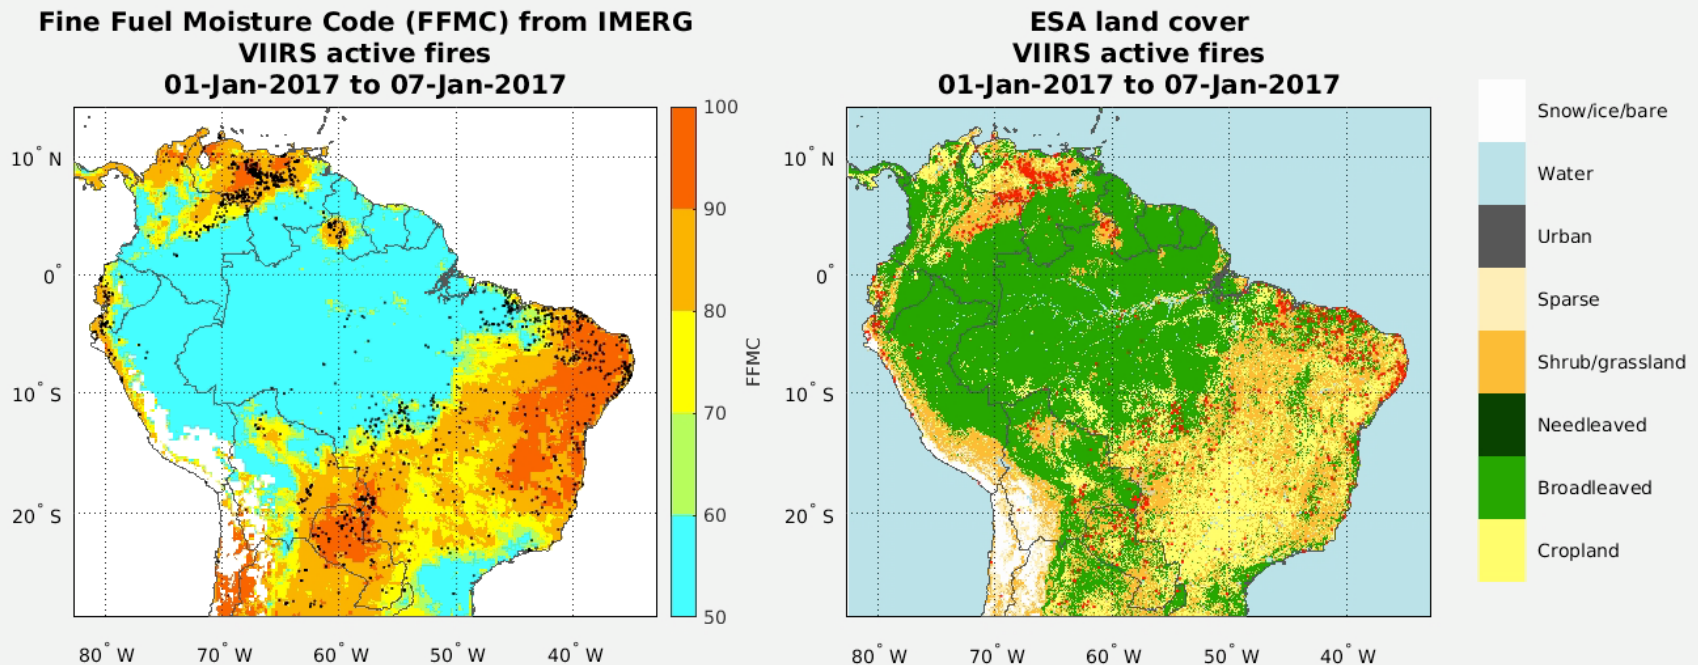 Fine Fuel Moisture Code (FFMC) from IMERG
VIIRS active fires
01-Jan-2017 to 07-Jan-2017
10° N
0°
10° S
20° S
80° W
70° W
60° W
50° W
40° W
100
90
80
70
60
50
FFMC
ESA land cover
VIIRS active fires
01-Jan-2017 to 07-Jan-2017
10° N
0°
10° S
20° S
80° W
70° W
60° W
50° W
40° W
Snow/ice/bare
Water
Urban
Sparse
Shrub/grassland
Needleaved
Broadleaved
Cropland